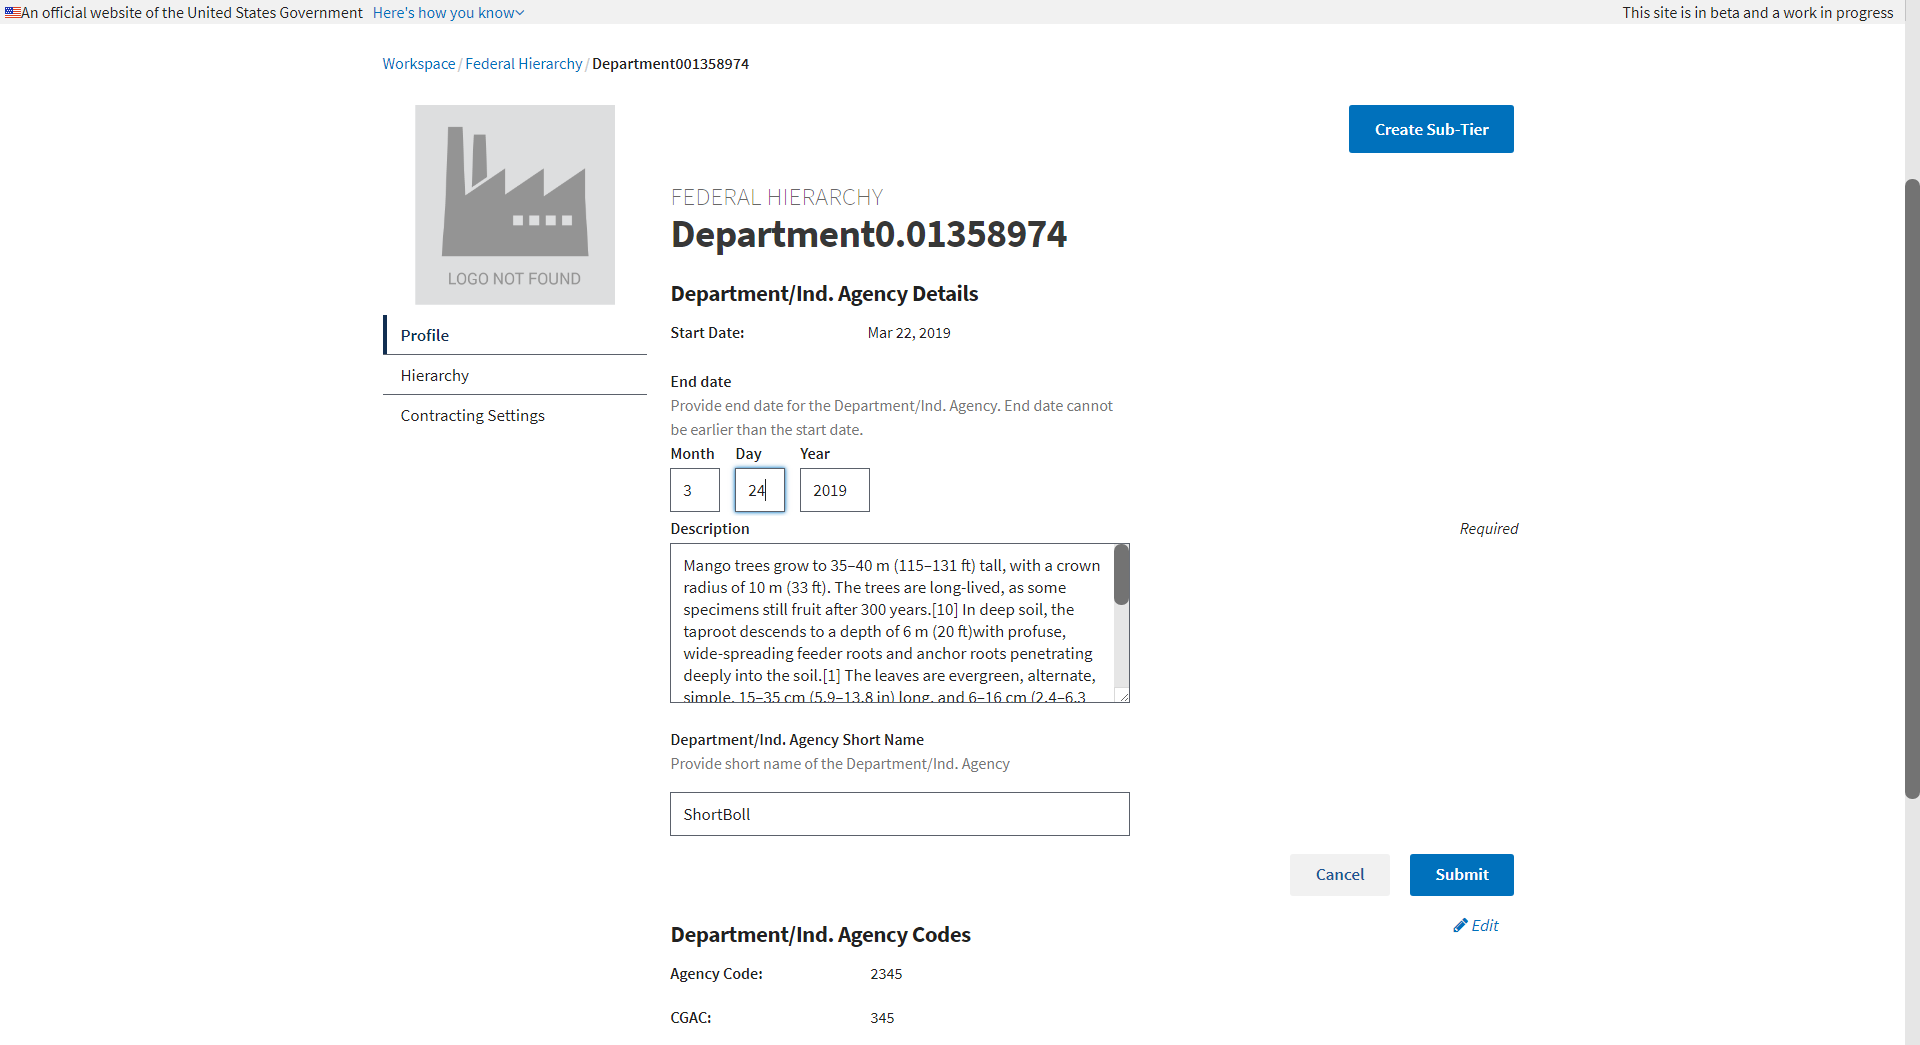 An official website of the United States Government Here's how you know
This site is in beta and a work in progress
Workspace / Federal Hierarchy / Department001358974
LOGO NOT FOUND
Profile
Hierarchy
Contracting Settings
Create Sub-Tier
FEDERAL HIERARCHY
Department0.01358974
Department/Ind. Agency Details
Start Date: Mar 22, 2019
End date
Provide end date for the Department/Ind. Agency. End date cannot
be earlier than the start date.
Month Day Year
3 24 2019
Description Required
Mango trees grow to 35–40 m (115–131 ft) tall, with a crown
radius of 10 m (33 ft). The trees are long-lived, as some
specimens still fruit after 300 years.[10] In deep soil, the
taproot descends to a depth of 6 m (20 ft)with profuse,
wide-spreading feeder roots and anchor roots penetrating
deeply into the soil.[1] The leaves are evergreen, alternate,
simple, 15–35 cm (5.9–13.8 in) long, and 6–16 cm (2.4–6.3
Department/Ind. Agency Short Name
Provide short name of the Department/Ind. Agency
ShortBoll
Cancel Submit
Edit
Department/Ind. Agency Codes
Agency Code: 2345
CGAC: 345